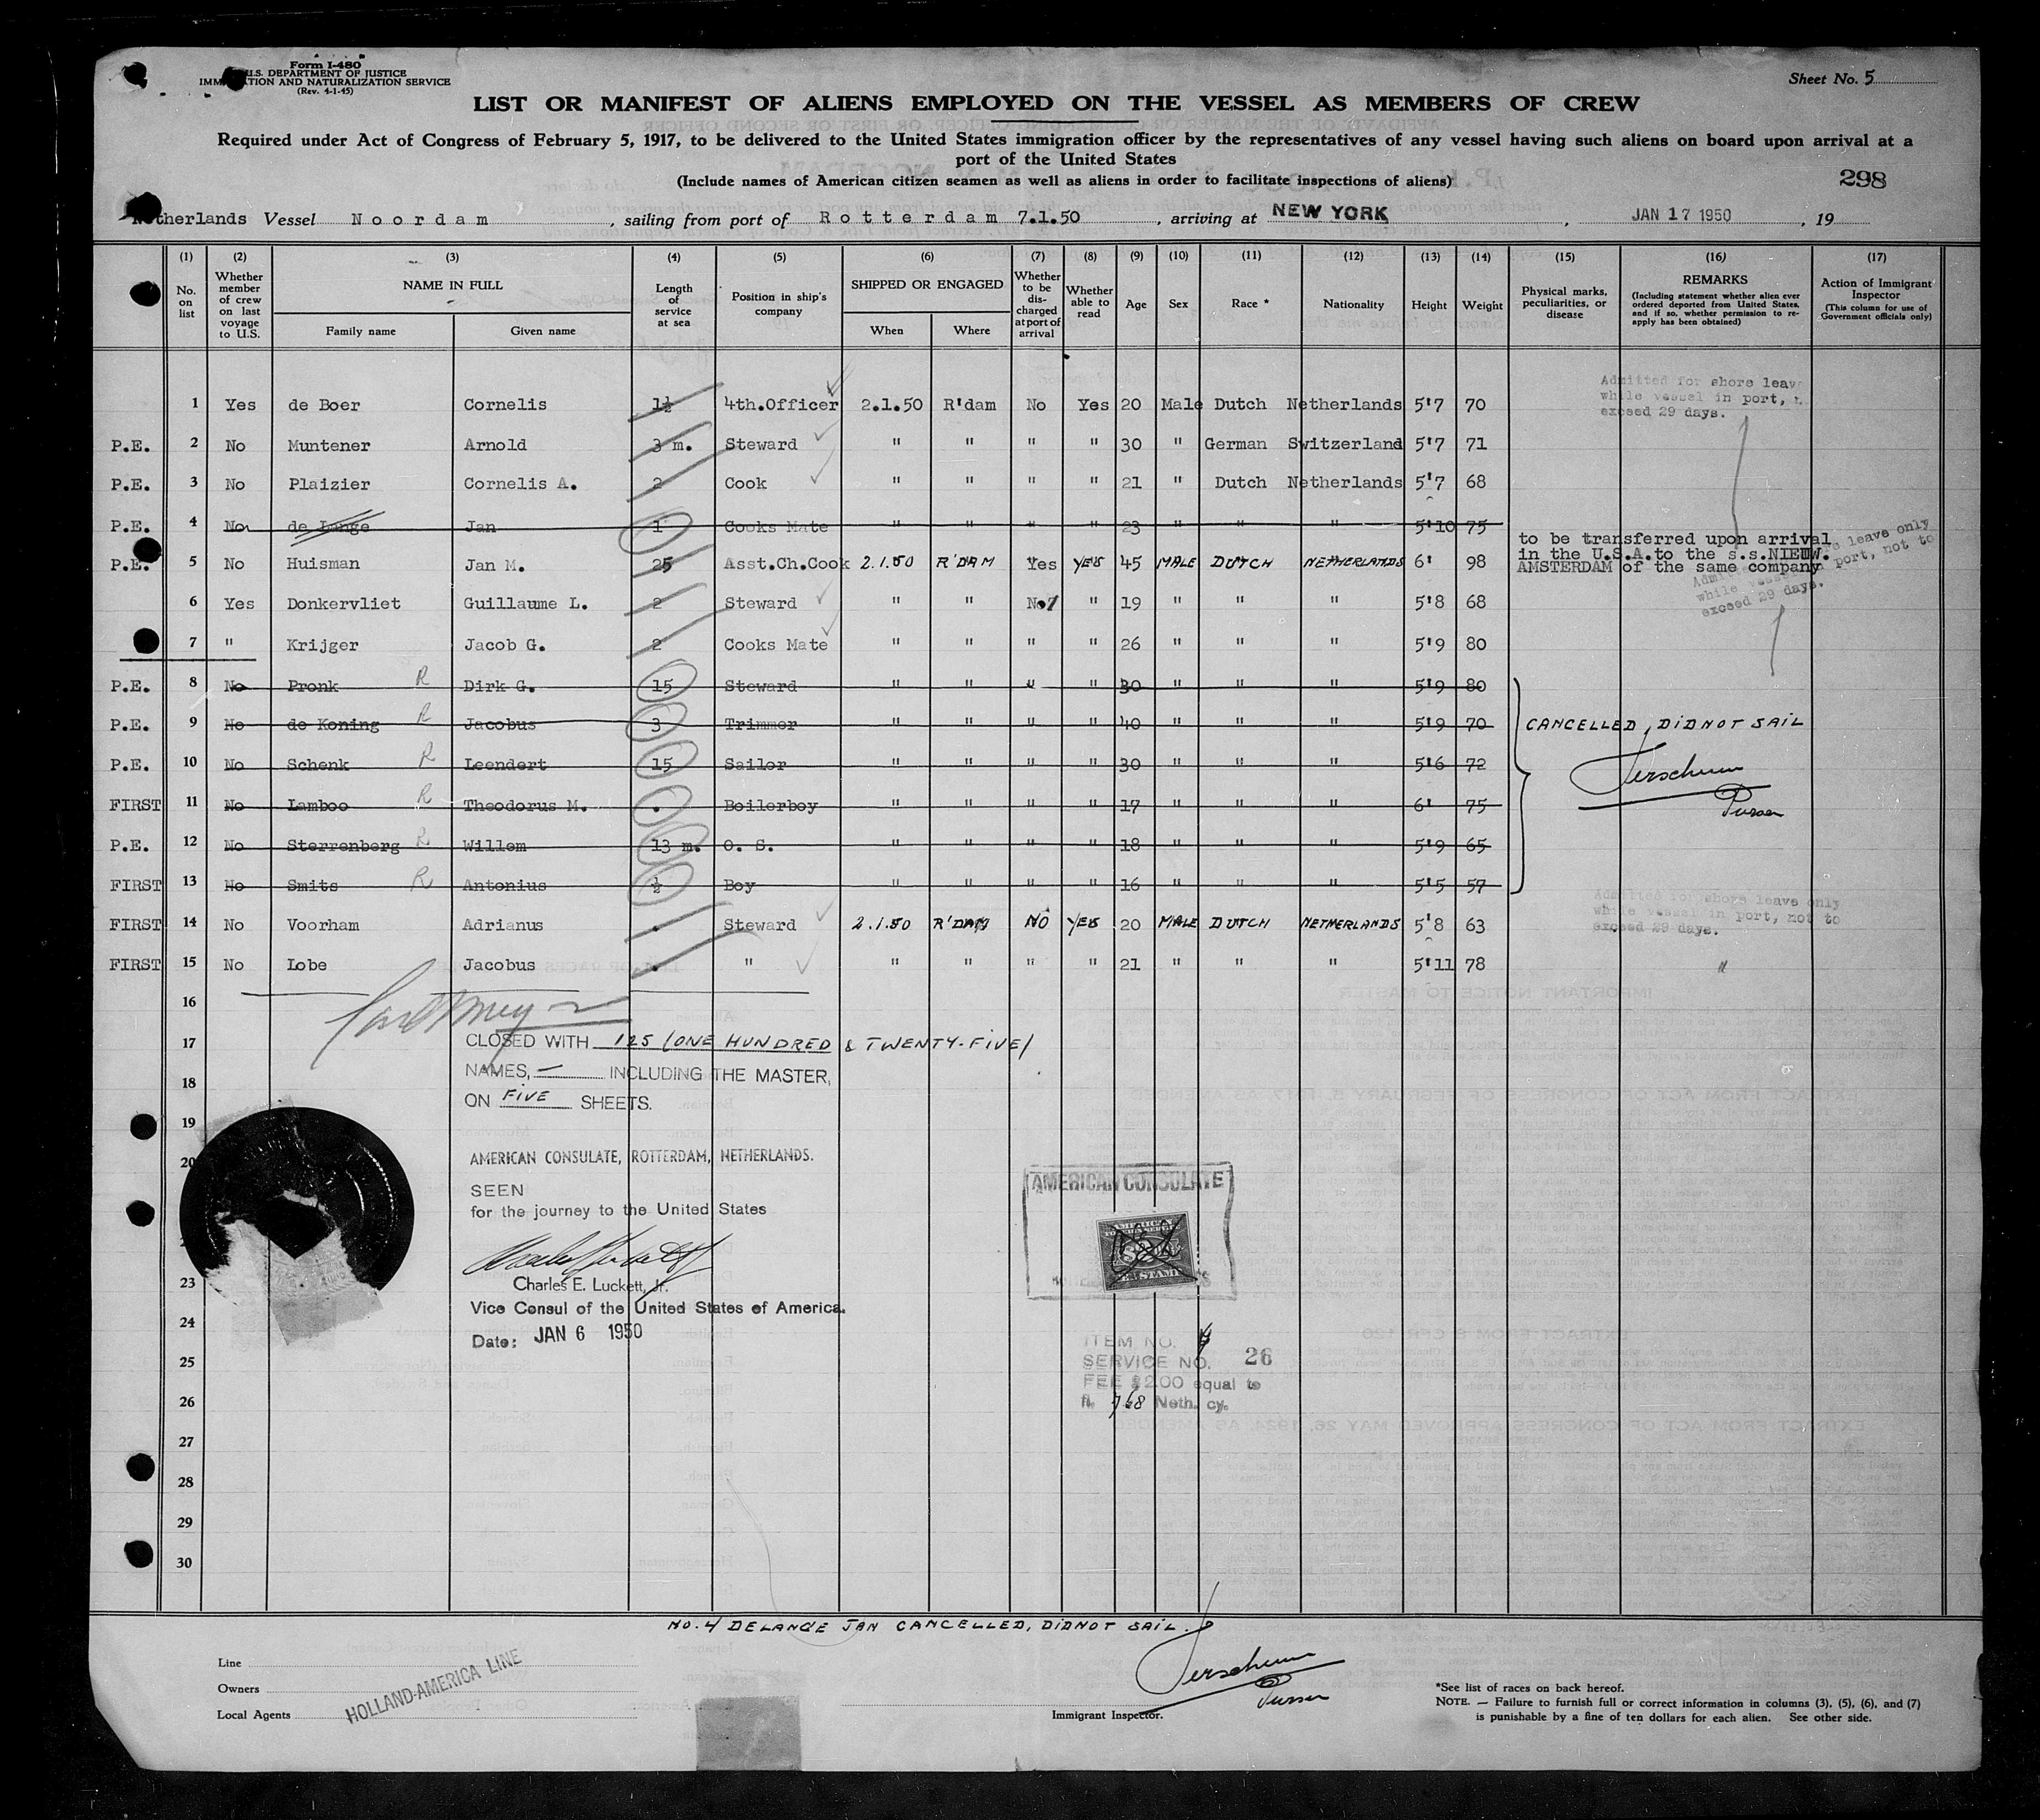 Form I-480
U.S. DEPARTMENT OF JUSTICE
IMMIGRATION AND NATURALIZATION SERVICE
(Rev. 4-1-45)
Sheet No. 5
LIST OR MANIFEST OF ALIENS EMPLOYED ON THE VESSEL AS MEMBERS OF CREW
Required under Act of Congress of February 5, 1917, to be delivered to the United States immigration officer by the representatives of any vessel having such aliens on board upon arrival at a
port of the United States
(Include names of American citizen seamen as well as aliens in order to facilitate inspections of aliens)
298
Netherlands Vessel Noordam, sailing from port of Rotterdam 7.1.50, arriving at NEW YORK, JAN 17 1950, 19
(1) (2) (3) (4) (5) (6) (7) (8) (9) (10) (11) (12) (13) (14) (15) (16) (17)
No. on list
Whether member of crew on last voyage to U.S.
NAME IN FULL
Family name Given name
Length of service at sea
Position in ship's company
SHIPPED OR ENGAGED
When Where
Whether to be discharged at port of arrival
Whether able to read
Age
Sex
Race *
Nationality
Height
Weight
Physical marks, peculiarities, or disease
REMARKS
(Including statement whether alien ever ordered deported from United States, and if so, whether permission to reapply has been obtained)
Action of Immigrant Inspector
(This column for use of Government officials only)
1 Yes de Boer Cornelis 1½ 4th.Officer 2.1.50 R'dam No Yes 20 Male Dutch Netherlands 5'7 70
Admitted for shore leave
while vessel in port,
exceed 29 days.
P.E. 2 No Muntener Arnold 3 m. Steward " " " " 30 " German Switzerland 5'7 71
P.E. 3 No Plaizier Cornelis A. 2 Cook " " " " 21 " Dutch Netherlands 5'7 68
P.E. 4 No de Lange Jan 1 Cooks Mate " " " " 23 " " " 5'10 75
P.E. 5 No Huisman Jan M. 25 Asst.Ch.Cook 2.1.50 R'DAM Yes YES 45 MALE DUTCH NETHERLANDS 6' 98
to be transferred upon arrival
in the U.S.A.to the s.s.NIEUW.
AMSTERDAM of the same company
Admitted for shore leave only
while vessel in port, not to
exceed 29 days.
6 Yes Donkervliet Guillaume L. 2 Steward " " No " 19 " " " 5'8 68
7 " Krijger Jacob G. 2 Cooks Mate " " " " 26 " " " 5'9 80
P.E. 8 No Pronk R Dirk G. 15 Steward " " " " 30 " " " 5'9 80
P.E. 9 No de Koning R Jacobus 3 Trimmer " " " " 40 " " " 5'9 70
CANCELLED, DID NOT SAIL
P.E. 10 No Schenk R Leendert 15 Sailor " " " " 30 " " " 5'6 72
FIRST 11 No Lamboo R Theodorus M. . Boilerboy " " " " 17 " " " 6' 75
Purser
P.E. 12 No Sterrenberg R Willem 13 m. O. S. " " " " 18 " " " 5'9 65
FIRST 13 No Smits R Antonius ½ Boy " " " " 16 " " " 5'5 57
FIRST 14 No Voorham Adrianus . Steward 2.1.50 R'DAM NO YES 20 MALE DUTCH NETHERLANDS 5'8 63
Admitted for shore leave only
while vessel in port, not to
exceed 29 days.
FIRST 15 No Lobe Jacobus . " " " " " 21 " " " 5'11 78 "
16
17
CLOSED WITH 125 (ONE HUNDRED & TWENTY-FIVE)
NAMES, — INCLUDING THE MASTER,
18
ON FIVE SHEETS.
19
AMERICAN CONSULATE, ROTTERDAM, NETHERLANDS.
20
SEEN
for the journey to the United States
AMERICAN CONSULATE
Charles E. Luckett, Jr.
23
Vice Consul of the United States of America.
24
Date: JAN 6 1950
ITEM NO.
25
SERVICE NO. 26
FEE $2.00 equal to
26
fl. 7.68 Neth. cy.
27
28
29
30
NO. 4 DELANGE JAN CANCELLED, DID NOT SAIL.
Line
Owners
HOLLAND-AMERICA LINE
Local Agents
Purser
Immigrant Inspector.
*See list of races on back hereof.
NOTE. — Failure to furnish full or correct information in columns (3), (5), (6), and (7)
is punishable by a fine of ten dollars for each alien. See other side.